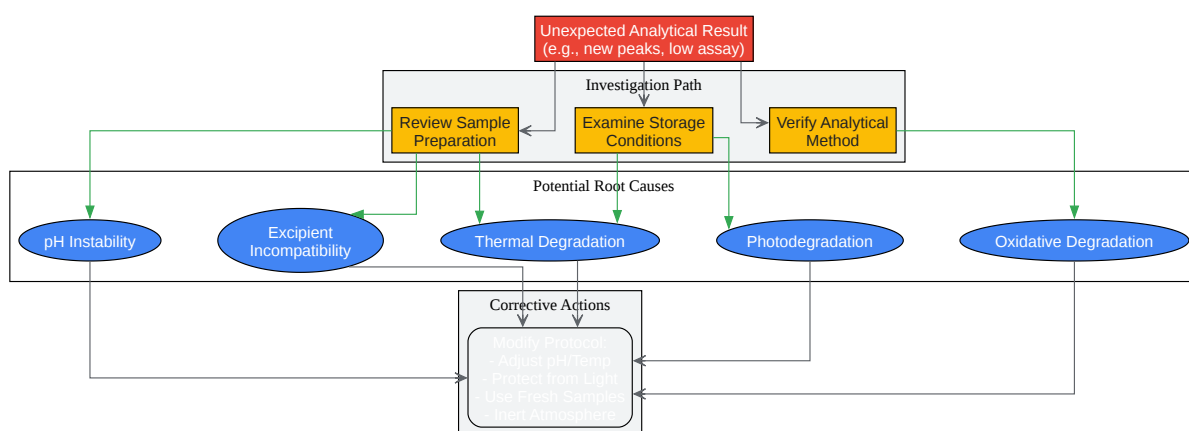 Unexpected Analytical Result
(e.g., new peaks, low assay)
Investigation Path
Review Sample
Preparation
Examine Storage
Conditions
Verify Analytical
Method
Potential Root Causes
pH Instability
Excipient
Incompatibility
Thermal Degradation
Photodegradation
Oxidative Degradation
Corrective Actions
Modify Protocol:
- Adjust pH/Temp
- Protect from Light
- Use Fresh Samples
- Inert Atmosphere